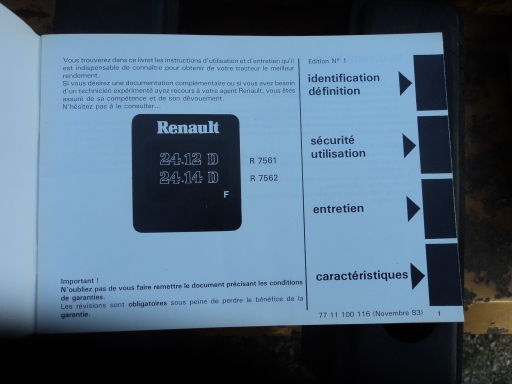 Vous trouverez dans ce livret les instructions d'utilisation et d'entretien qu'il
est indispensable de connaître pour obtenir de votre tracteur le meilleur
rendement.
Si vous désirez une documentation complémentaire ou si vous avez besoin
d'un technicien expérimenté ayez recours à votre agent Renault, vous êtes
assuré de sa compétence et de son dévouement.
N'hésitez pas à le consulter...
Renault
24.12 D
24.14 D
F
R 7561
R 7562
Important !
N'oubliez pas de vous faire remettre le document précisant les conditions
de garanties.
Les révisions sont obligatoires sous peine de perdre le bénéfice de la
garantie.
Edition N° 1
identification
définition
sécurité
utilisation
entretien
caractéristiques
77 11 100 116 (Novembre 83)
1